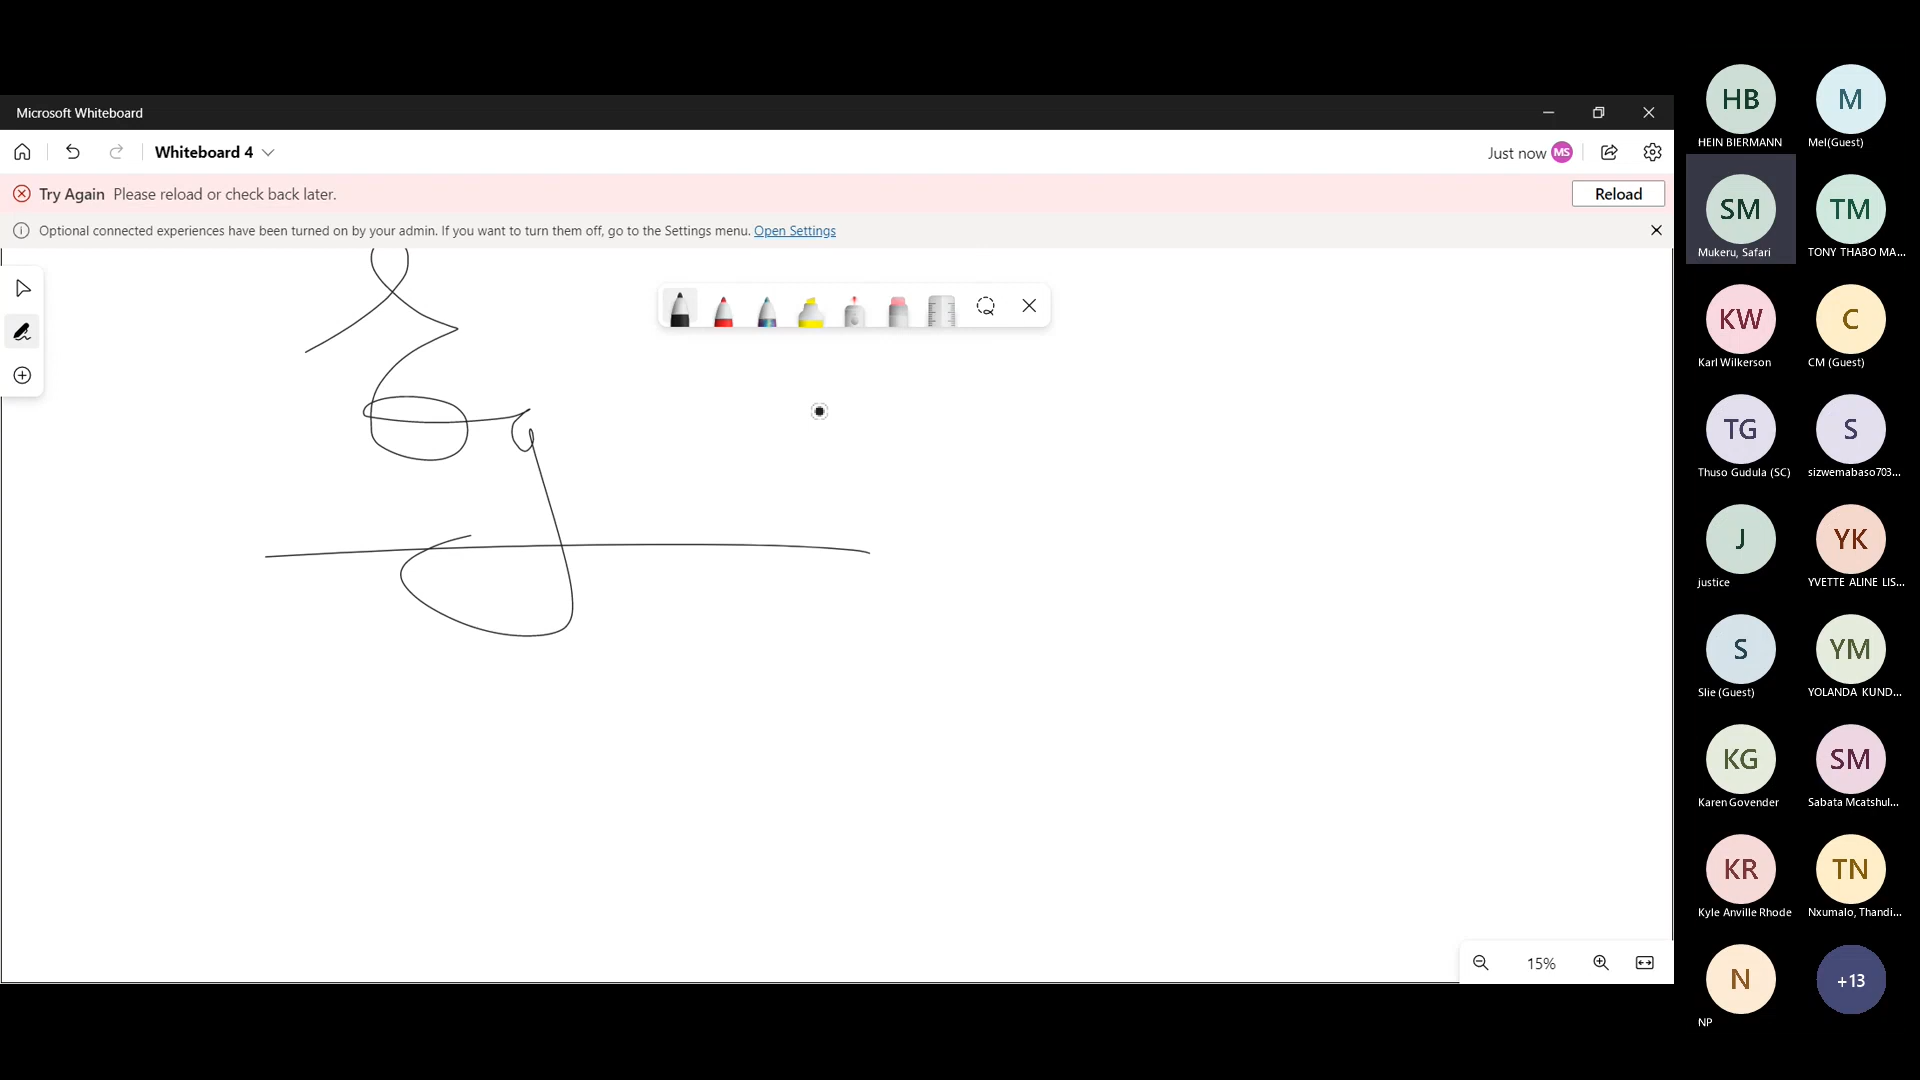 Microsoft Whiteboard
Whiteboard 4
Just now MS
Try Again Please reload or check back later.
Reload
Optional connected experiences have been turned on by your admin. If you want to turn them off, go to the Settings menu. Open Settings
15%
HB
HEIN BIERMANN
M
Mel(Guest)
SM
Mukeru, Safari
TM
TONY THABO MA...
KW
Karl Wilkerson
C
CM (Guest)
TG
Thuso Gudula (SC)
S
sizwemabaso703...
J
justice
YK
YVETTE ALINE LIS...
S
Slie (Guest)
YM
YOLANDA KUND...
KG
Karen Govender
SM
Sabata Mcatshul...
KR
Kyle Anville Rhode
TN
Nxumalo, Thandi...
N
NP
+13